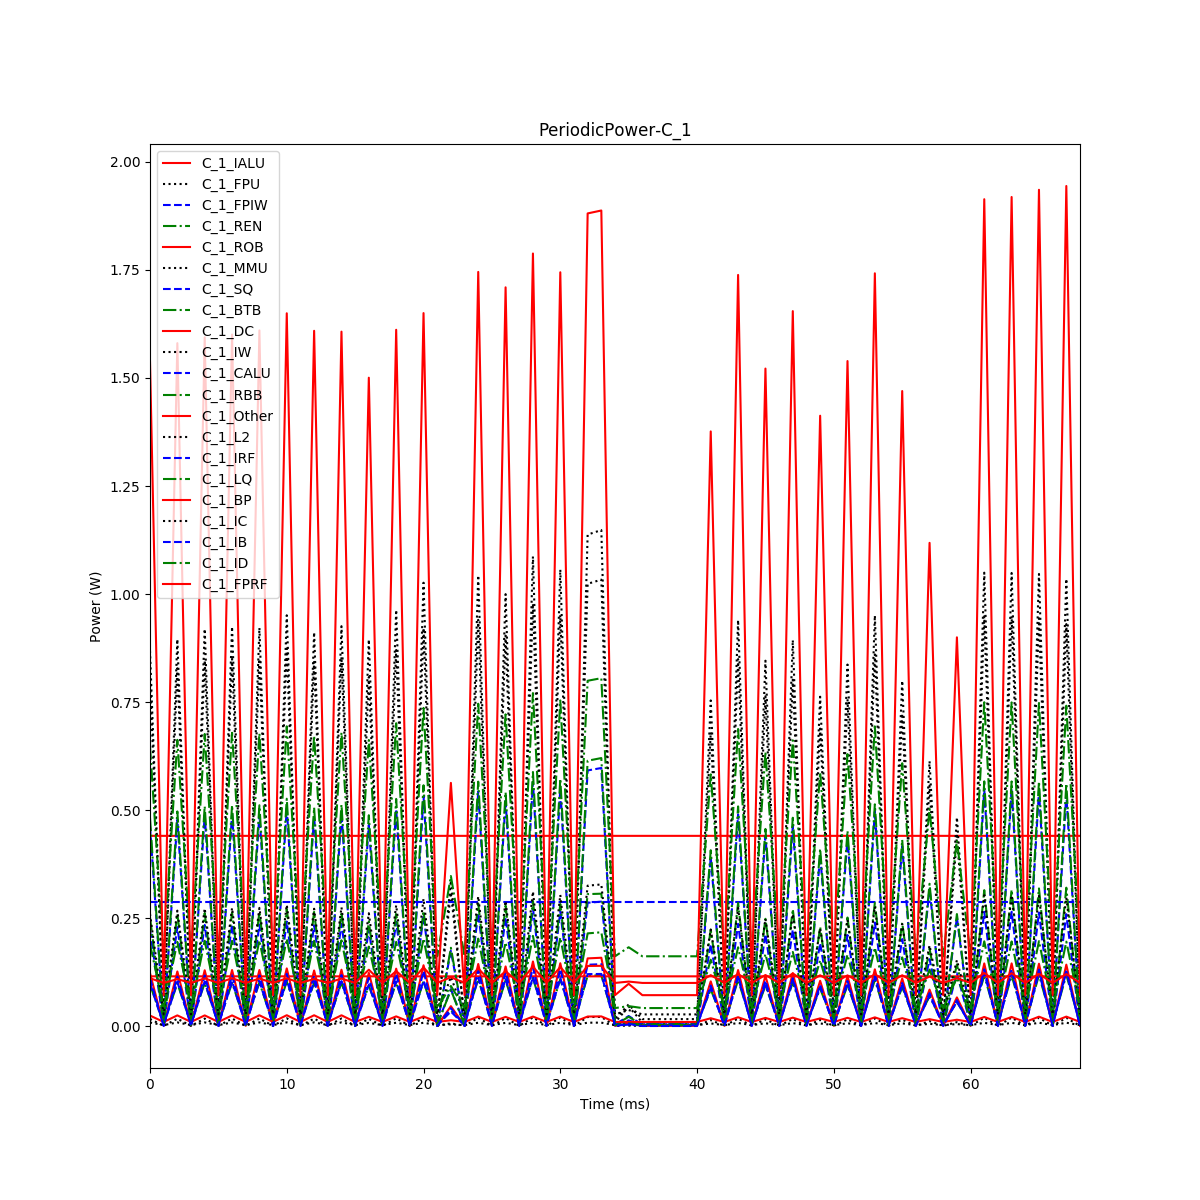 PeriodicPower-C_1
2.00
1.75
1.50
1.25
1.00
0.75
0.50
0.25
0.00
Power (W)
C_1_IALU
C_1_FPU
C_1_FPIW
C_1_REN
C_1_ROB
C_1_MMU
C_1_SQ
C_1_BTB
C_1_DC
C_1_IW
C_1_CALU
C_1_RBB
C_1_Other
C_1_L2
C_1_IRF
C_1_LQ
C_1_BP
C_1_IC
C_1_IB
C_1_ID
C_1_FPRF
0 10 20 30 40 50 60
Time (ms)